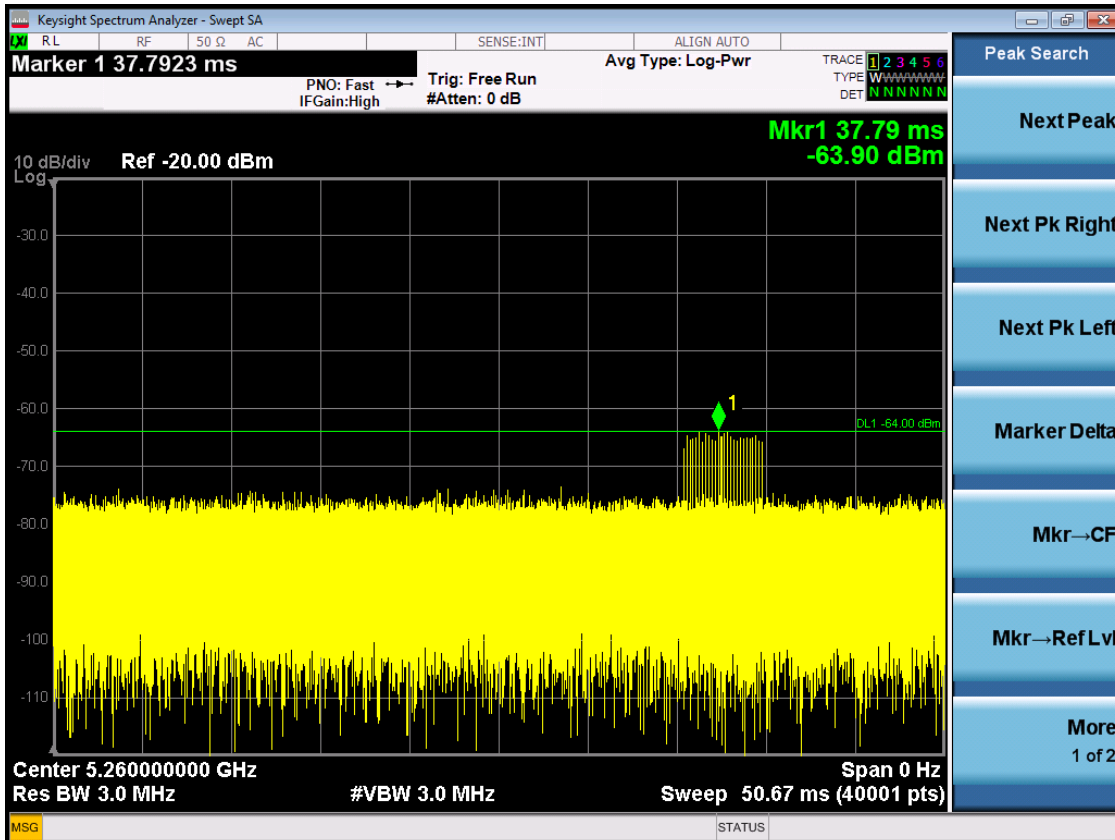 Keysight Spectrum Analyzer - Swept SA
LXI RL RF 50 Ω AC SENSE:INT ALIGN AUTO
Marker 1 37.7923 ms
PNO: Fast
IFGain:High
Trig: Free Run
#Atten: 0 dB
Avg Type: Log-Pwr
TRACE 1 2 3 4 5 6
TYPE WWWWWW
DET N N N N N N
Mkr1 37.79 ms
-63.90 dBm
10 dB/div Ref -20.00 dBm
Log
-30.0
-40.0
-50.0
-60.0
1
DL1 -64.00 dBm
-70.0
-80.0
-90.0
-100
-110
Center 5.260000000 GHz Span 0 Hz
Res BW 3.0 MHz #VBW 3.0 MHz Sweep 50.67 ms (40001 pts)
MSG STATUS
Peak Search
Next Peak
Next Pk Right
Next Pk Left
Marker Delta
Mkr→CF
Mkr→Ref Lvl
More
1 of 2